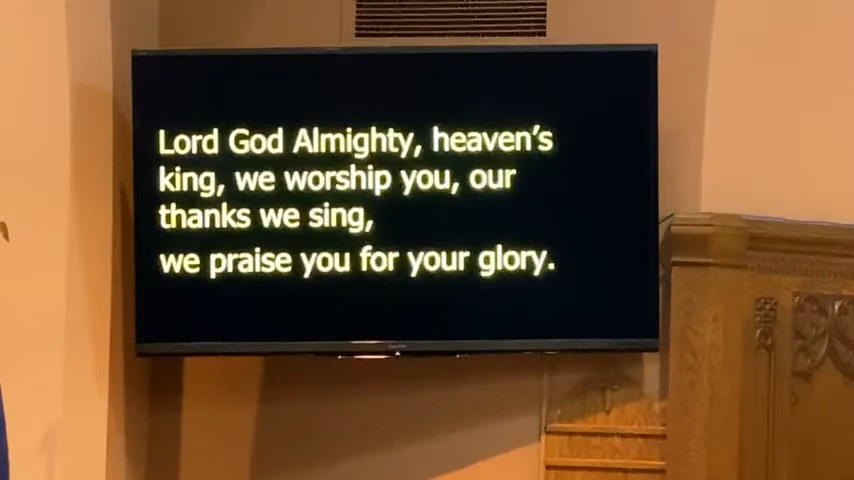 Lord God Almighty, heaven's
king, we worship you, our
thanks we sing,
we praise you for your glory.